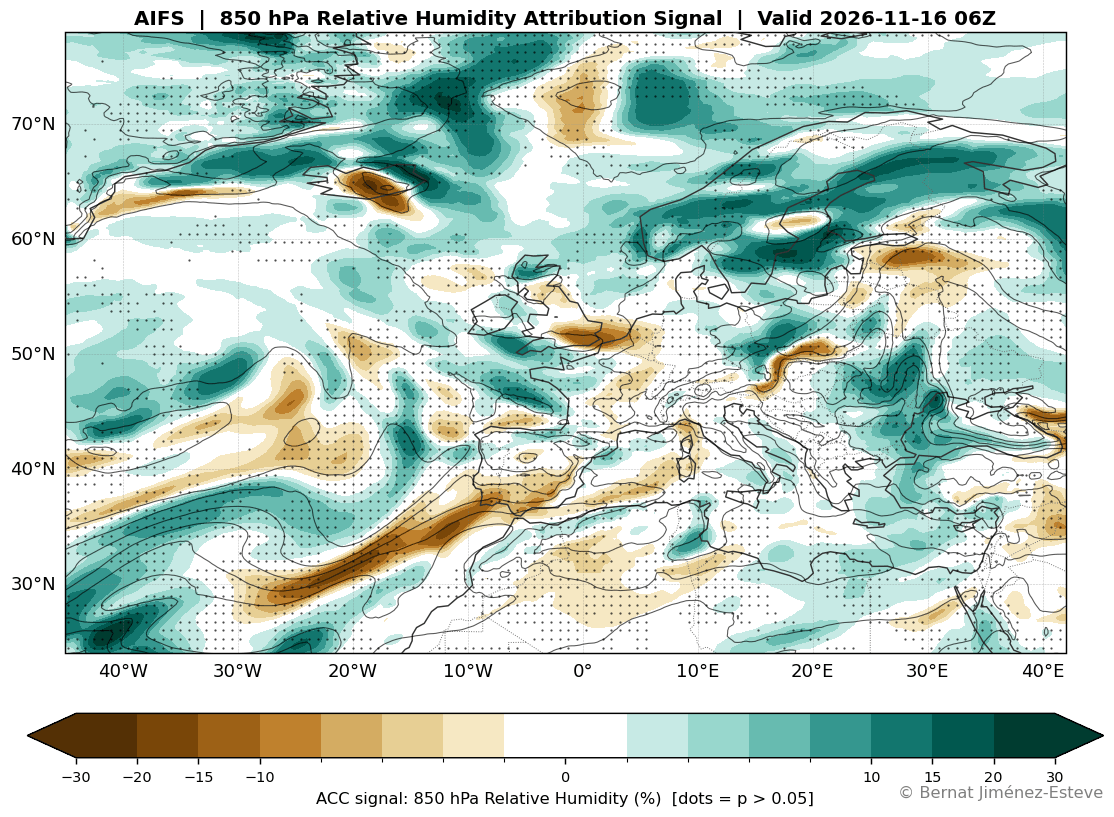 AIFS | 850 hPa Relative Humidity Attribution Signal | Valid 2026-11-16 06Z
70°N
60°N
50°N
40°N
30°N
40°W 30°W 20°W 10°W 0° 10°E 20°E 30°E 40°E
−30 −20 −15 −10 0 10 15 20 30
ACC signal: 850 hPa Relative Humidity (%) [dots = p > 0.05]
© Bernat Jiménez-Esteve